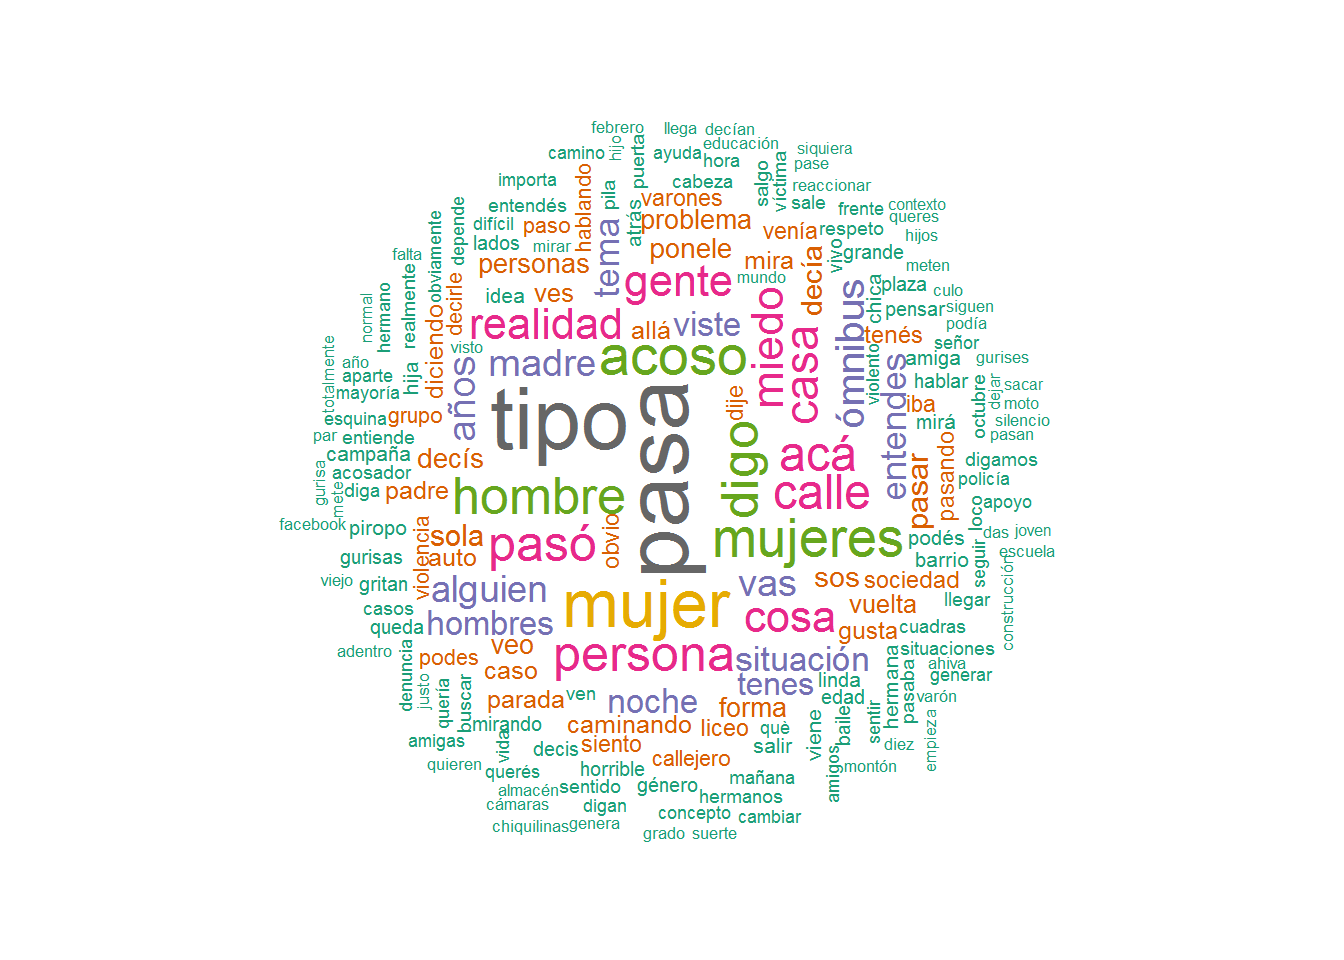 febrero
llega
decían
hijo
puerta
educación
camino
ayuda
hora
siquiera
pase
importa
hablando
pila
cabeza
salgo
víctima
reaccionar
entendés
atrás
varones
sale
frente
contexto
difícil
paso
problema
venía
respeto
queres
lados
mirar
tema
ponele
vivo
hijos
falta
obviamente
depende
personas
gente
mira
decía
grande
meten
mundo
idea
ves
miedo
ómnibus
chica
plaza
culo
normal
hermano
realmente
decirle
realidad
allá
viste
casa
pensar
siguen
podía
tenés
visto
madre
acoso
violento
entendes
señor
totalmente
año
aparte
hija
diciendo
años
amiga
gurises
mayoría
tipo
pasa
dije
iba
hablar
octubre
dejar
sacar
e
esquina
grupo
mirá
moto
silencio
par
entiende
digo
acá
pasar
pasando
pasan
campaña
decís
digamos
gurisa
mete
acosador
hombre
calle
policía
diga
padre
loco
apoyo
facebook
piropo
violencia
sola
pasó
obvio
mujeres
podés
das
joven
gurisas
auto
barrio
seguir
escuela
viejo
gritan
alguien
mujer
vas
sos
sociedad
construcción
casos
cosa
vuelta
llegar
queda
hombres
gusta
cuadras
adentro
denuncia
podes
veo
persona
situación
situaciones
ahiva
justo
quería
buscar
caso
tenes
linda
hermana
pasaba
generar
parada
ven
noche
forma
edad
varón
mirando
caminando
liceo
què
viene
baile
sentir
empieza
amigas
vida
decis
siento
salir
diez
quieren
querés
horrible
callejero
amigos
montón
almacén
sentido
género
mañana
cámaras
digan
hermanos
chiquilinas
genera
concepto
cambiar
grado
suerte